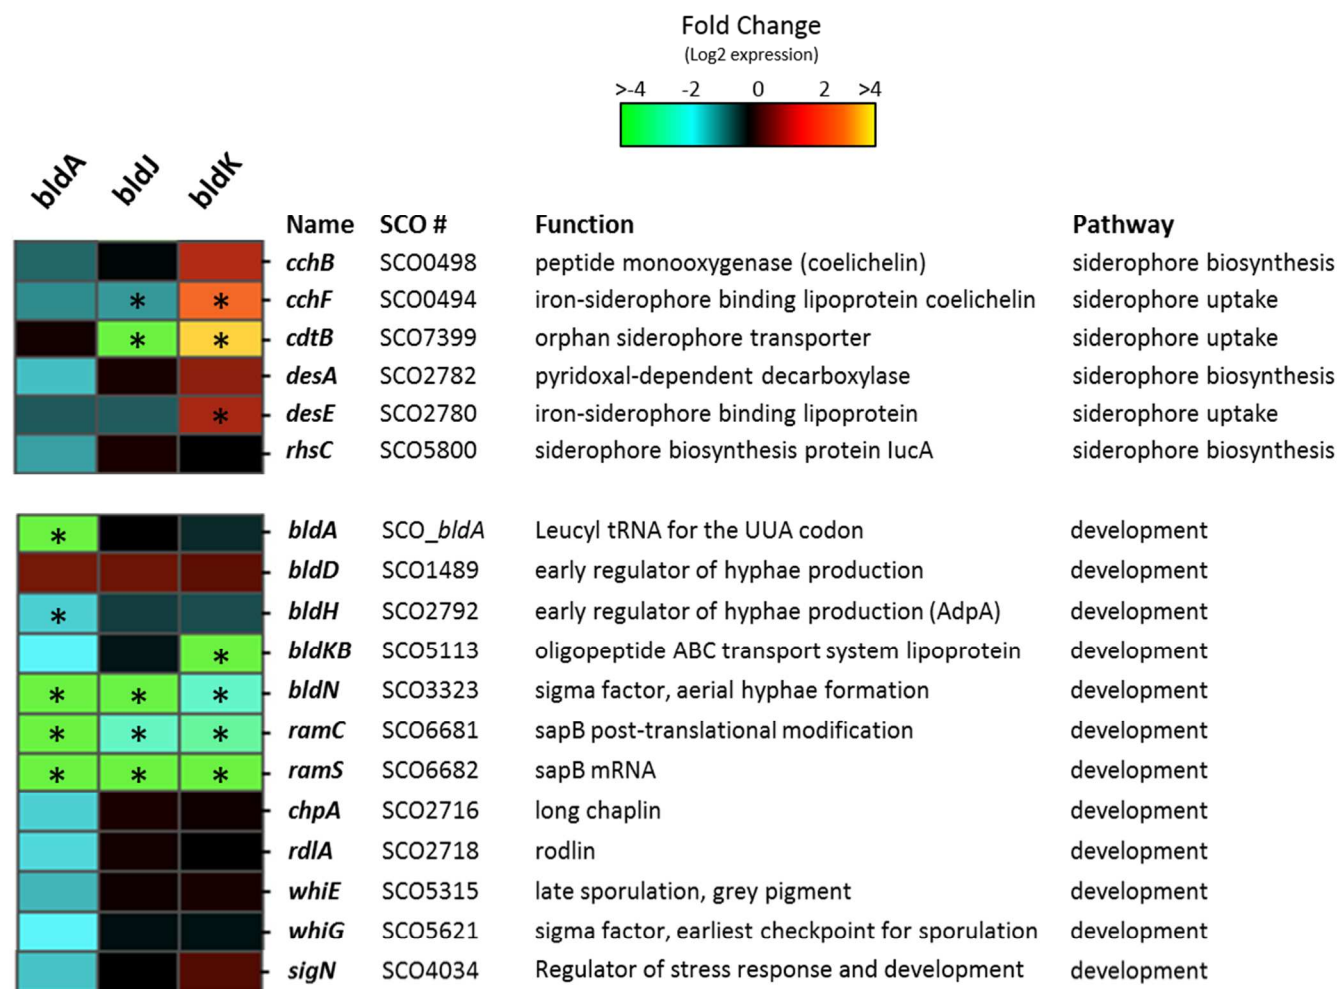 Fold Change
(Log2 expression)
>-4 -2 0 2 >4
bldA bldJ bldK
Name SCO # Function Pathway
cchB SCO0498 peptide monooxygenase (coelichelin) siderophore biosynthesis
* * cchF SCO0494 iron-siderophore binding lipoprotein coelichelin siderophore uptake
* * cdtB SCO7399 orphan siderophore transporter siderophore uptake
desA SCO2782 pyridoxal-dependent decarboxylase siderophore biosynthesis
* desE SCO2780 iron-siderophore binding lipoprotein siderophore uptake
rhsC SCO5800 siderophore biosynthesis protein IucA siderophore biosynthesis
* bldA SCO_bldA Leucyl tRNA for the UUA codon development
bldD SCO1489 early regulator of hyphae production development
* bldH SCO2792 early regulator of hyphae production (AdpA) development
* bldKB SCO5113 oligopeptide ABC transport system lipoprotein development
* * * bldN SCO3323 sigma factor, aerial hyphae formation development
* * * ramC SCO6681 sapB post-translational modification development
* * * ramS SCO6682 sapB mRNA development
chpA SCO2716 long chaplin development
rdlA SCO2718 rodlin development
whiE SCO5315 late sporulation, grey pigment development
whiG SCO5621 sigma factor, earliest checkpoint for sporulation development
sigN SCO4034 Regulator of stress response and development development